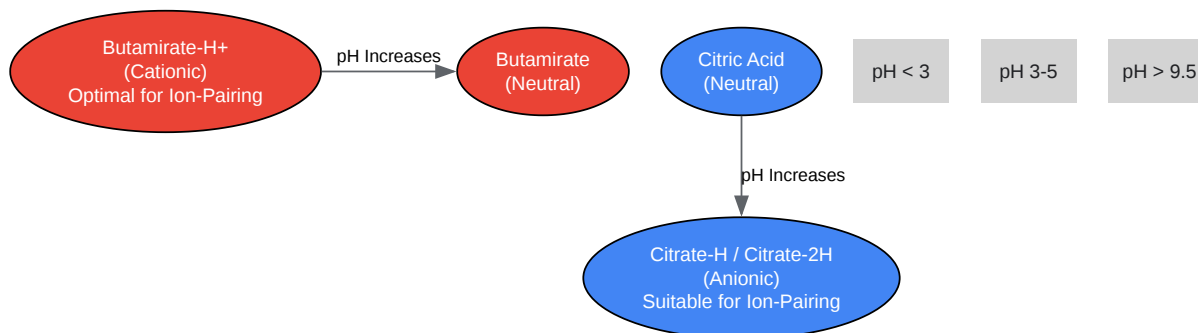 Butamirate-H+
(Cationic)
Optimal for Ion-Pairing
pH Increases
Butamirate
(Neutral)
Citric Acid
(Neutral)
pH < 3
pH 3-5
pH > 9.5
pH Increases
Citrate-H / Citrate-2H
(Anionic)
Suitable for Ion-Pairing